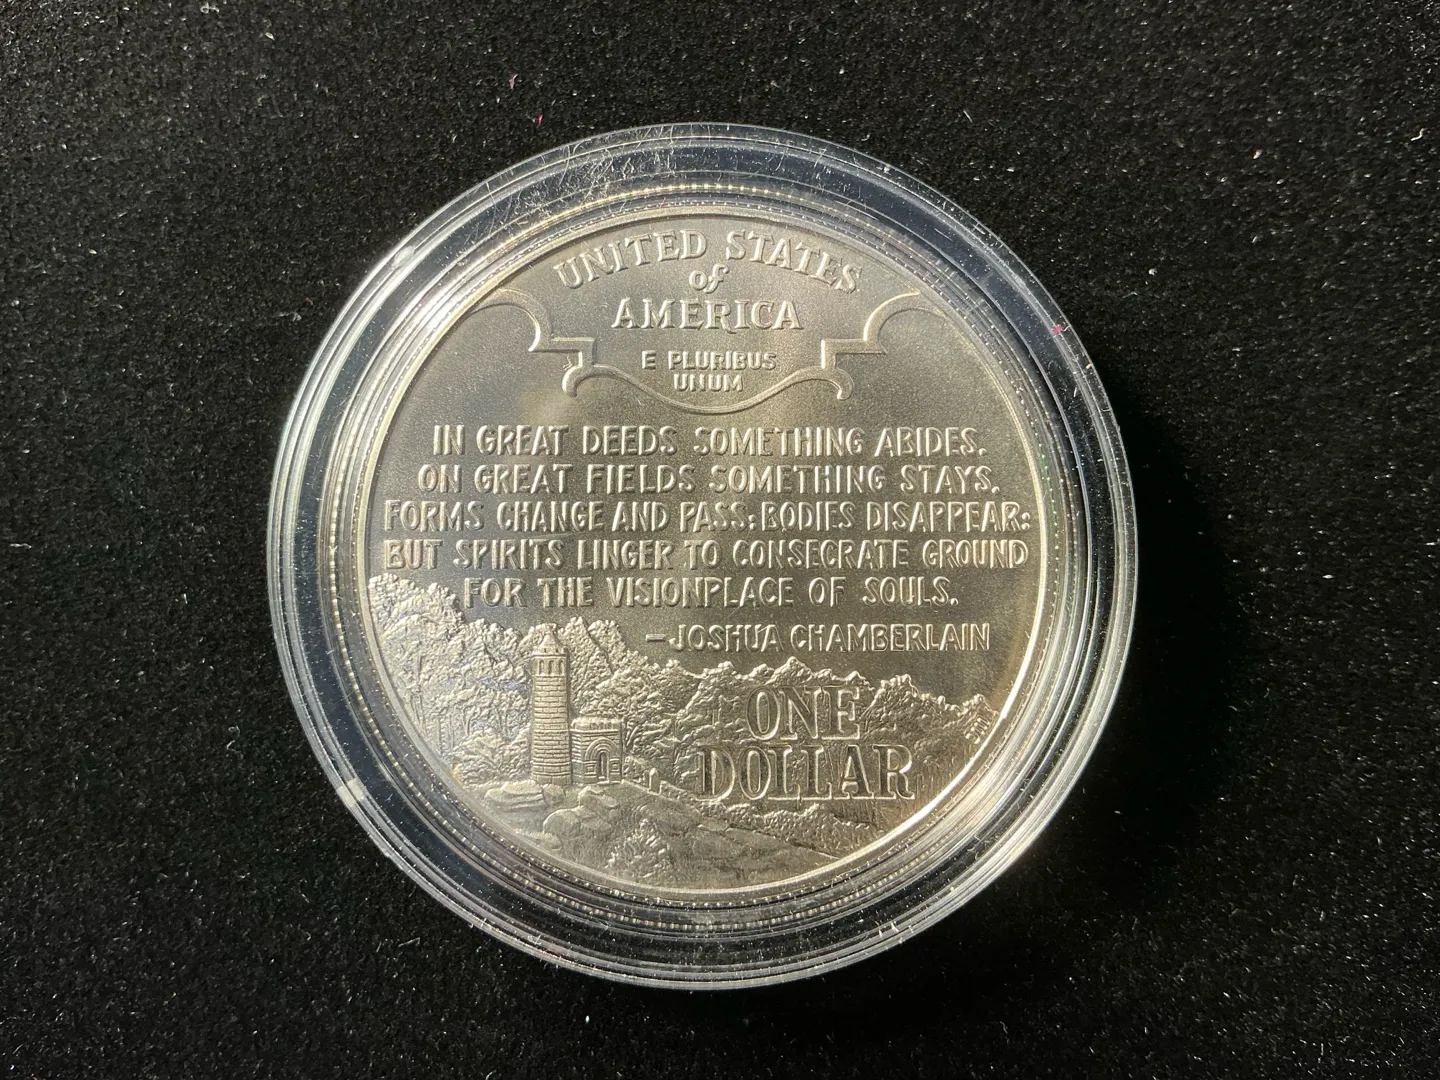 UNITED STATES
of
AMERICA
E PLURIBUS
UNUM
IN GREAT DEEDS SOMETHING ABIDES.
ON GREAT FIELDS SOMETHING STAYS.
FORMS CHANGE AND PASS; BODIES DISAPPEAR;
BUT SPIRITS LINGER TO CONSECRATE GROUND
FOR THE VISIONPLACE OF SOULS.
-JOSHUA CHAMBERLAIN
ONE
DOLLAR